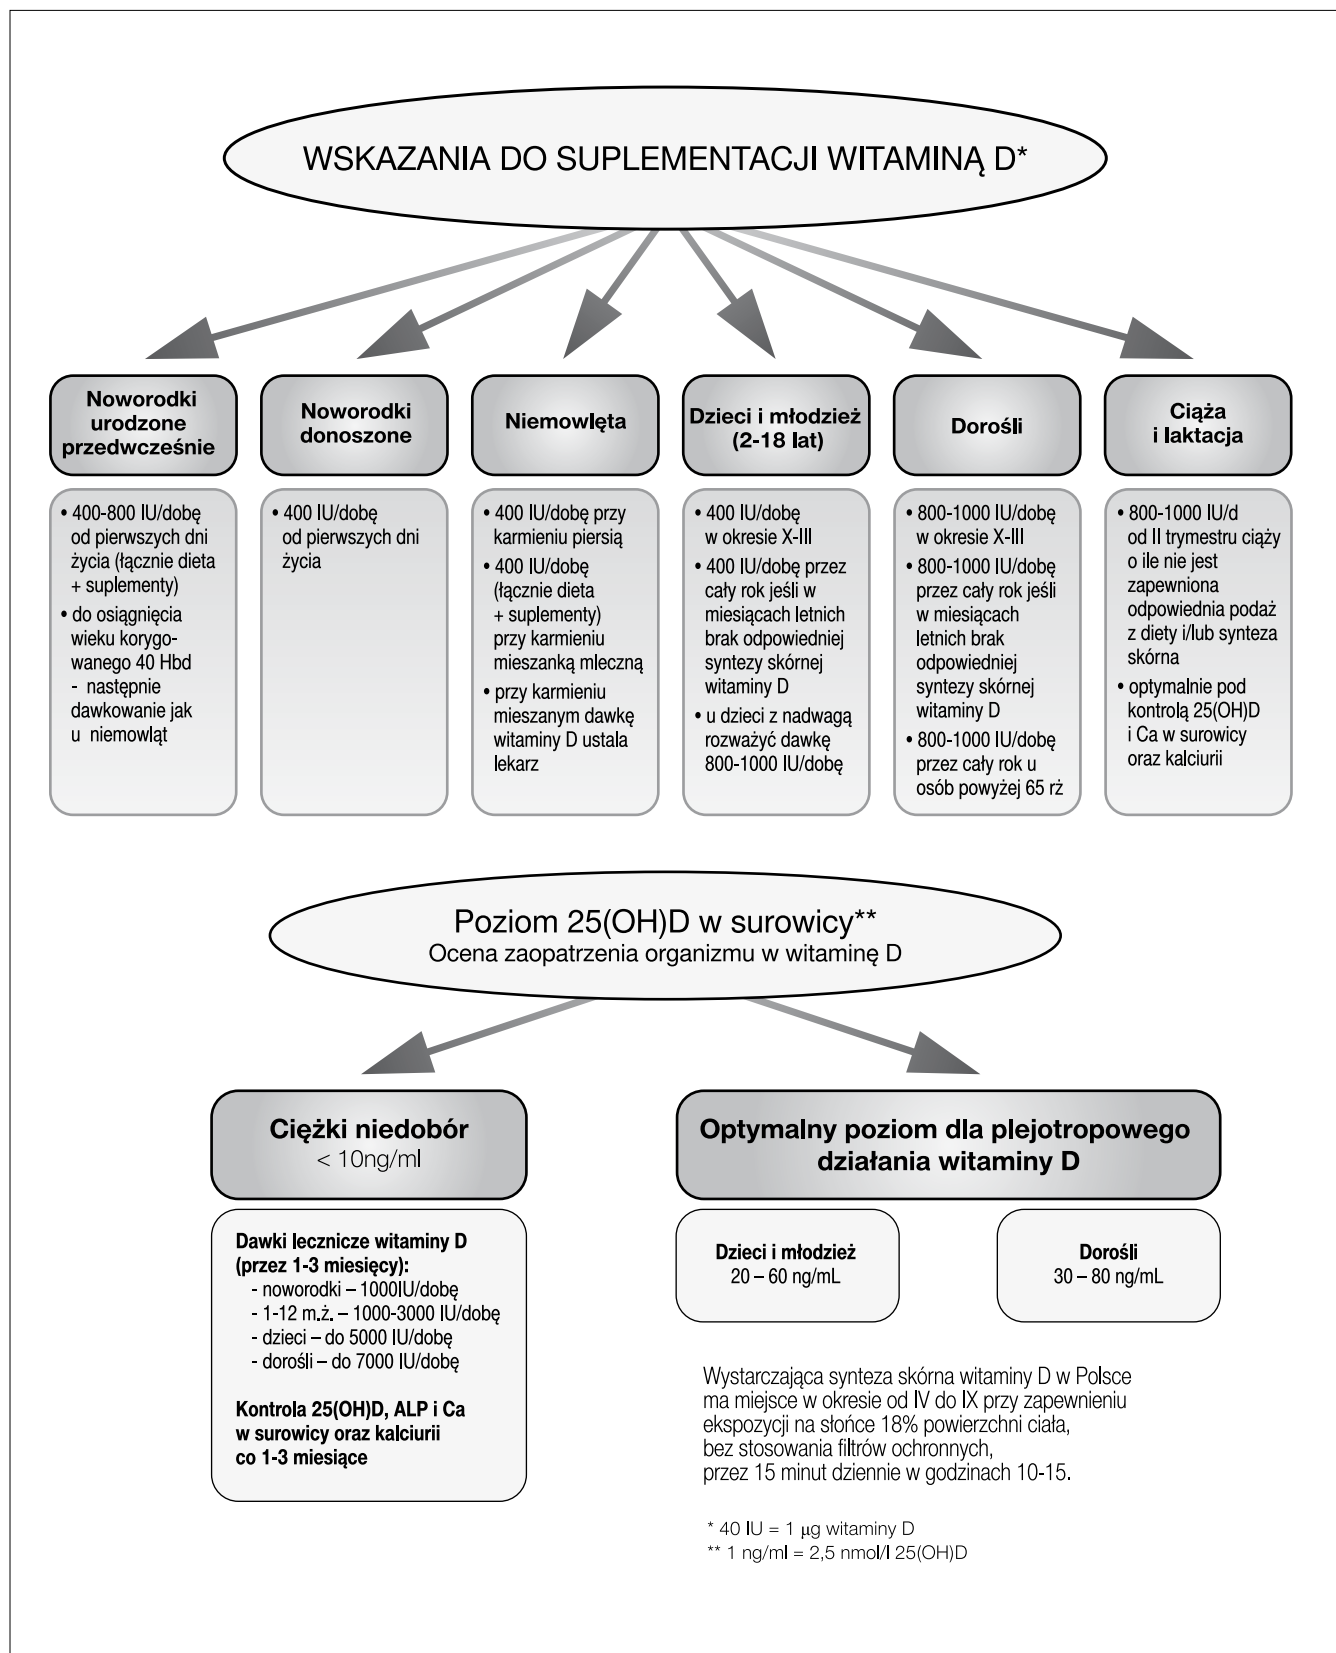 WSKAZANIA DO SUPLEMENTACJI WITAMINĄ D*
Noworodki
urodzone
przedwcześnie
• 400-800 IU/dobę
od pierwszych dni
życia (łącznie dieta
+ suplementy)
• do osiągnięcia
wieku korygo-
wanego 40 Hbd
- następnie
dawkowanie jak
u niemowląt
Noworodki
donoszone
• 400 IU/dobę
od pierwszych dni
życia
Niemowlęta
• 400 IU/dobę przy
karmieniu piersią
• 400 IU/dobę
(łącznie dieta
+ suplementy)
przy karmieniu
mieszanką mleczną
• przy karmieniu
mieszanym dawkę
witaminy D ustala
lekarz
Dzieci i młodzież
(2-18 lat)
• 400 IU/dobę
w okresie X-III
• 400 IU/dobę przez
cały rok jeśli w
miesiącach letnich
brak odpowiedniej
syntezy skórnej
witaminy D
• u dzieci z nadwagą
rozważyć dawkę
800-1000 IU/dobę
Dorośli
• 800-1000 IU/dobę
w okresie X-III
• 800-1000 IU/dobę
przez cały rok jeśli
w miesiącach
letnich brak
odpowiedniej
syntezy skórnej
witaminy D
• 800-1000 IU/dobę
przez cały rok u
osób powyżej 65 rż
Ciąża
i laktacja
• 800-1000 IU/d
od II trymestru ciąży
o ile nie jest
zapewniona
odpowiednia podaż
z diety i/lub synteza
skórna
• optymalnie pod
kontrolą 25(OH)D
i Ca w surowicy
oraz kalciurii
Poziom 25(OH)D w surowicy**
Ocena zaopatrzenia organizmu w witaminę D
Ciężki niedobór
< 10ng/ml
Dawki lecznicze witaminy D
(przez 1-3 miesięcy):
- noworodki – 1000IU/dobę
- 1-12 m.ż. – 1000-3000 IU/dobę
- dzieci – do 5000 IU/dobę
- dorośli – do 7000 IU/dobę
Kontrola 25(OH)D, ALP i Ca
w surowicy oraz kalciurii
co 1-3 miesiące
Optymalny poziom dla plejotropowego
działania witaminy D
Dzieci i młodzież
20 – 60 ng/mL
Dorośli
30 – 80 ng/mL
Wystarczająca synteza skórna witaminy D w Polsce
ma miejsce w okresie od IV do IX przy zapewnieniu
ekspozycji na słońce 18% powierzchni ciała,
bez stosowania filtrów ochronnych,
przez 15 minut dziennie w godzinach 10-15.
* 40 IU = 1 µg witaminy D
** 1 ng/ml = 2,5 nmol/l 25(OH)D